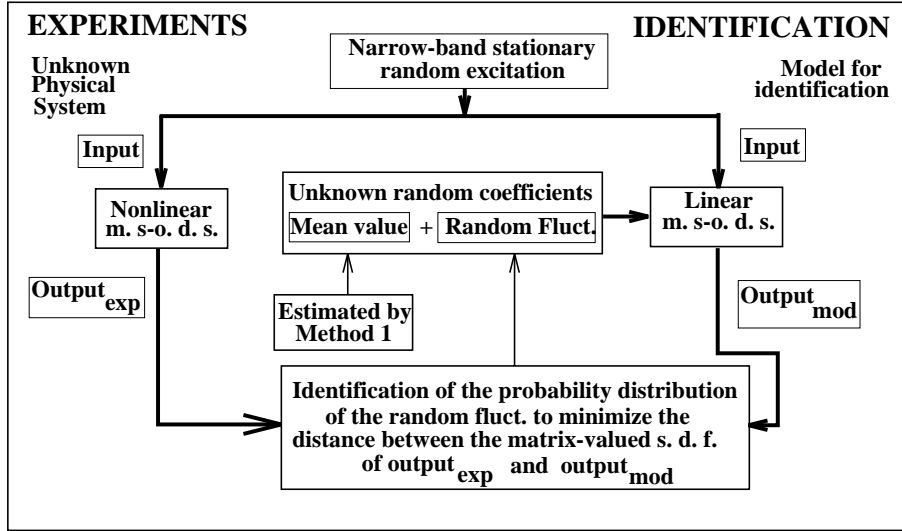 EXPERIMENTS
IDENTIFICATION
Unknown
Physical
System
Narrow-band stationary
random excitation
Model for
identification
Input
Input
Nonlinear
m. s-o. d. s.
Unknown random coefficients
Mean value + Random Fluct.
Linear
m. s-o. d. s.
Output exp
Estimated by
Method 1
Output mod
Identification of the probability distribution
of the random fluct. to minimize the
distance between the matrix-valued s. d. f.
of output exp and output mod